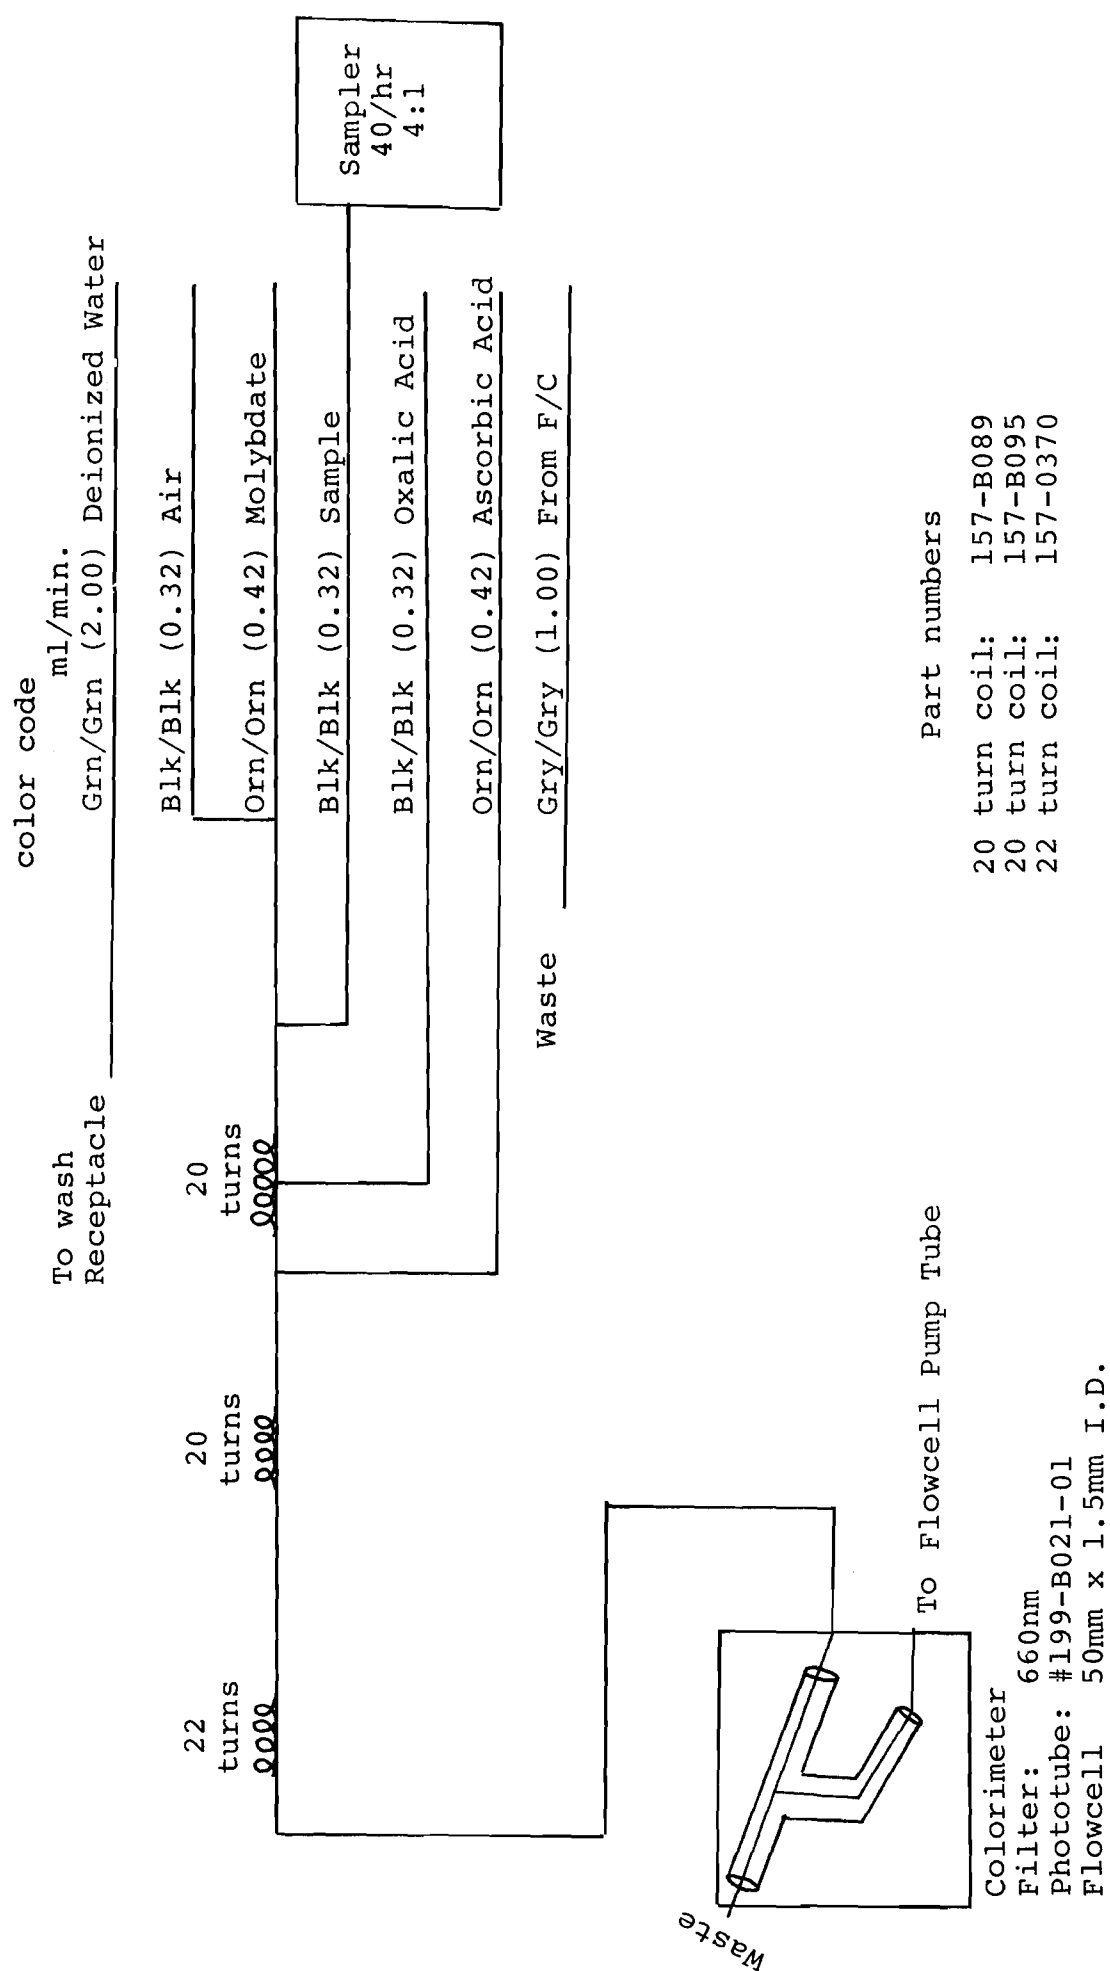 color code
ml/min.
To wash
Receptacle
Grn/Grn (2.00) Deionized Water
Blk/Blk (0.32) Air
20
turns
20
turns
22
turns
Orn/Orn (0.42) Molybdate
Blk/Blk (0.32) Sample
Sampler
40/hr
4:1
Blk/Blk (0.32) Oxalic Acid
Orn/Orn (0.42) Ascorbic Acid
Waste
Gry/Gry (1.00) From F/C
Waste
To Flowcell Pump Tube
Colorimeter
Filter: 660nm
Phototube: #199-B021-01
Flowcell 50mm x 1.5mm I.D.
Part numbers
20 turn coil: 157-B089
20 turn coil: 157-B095
22 turn coil: 157-0370